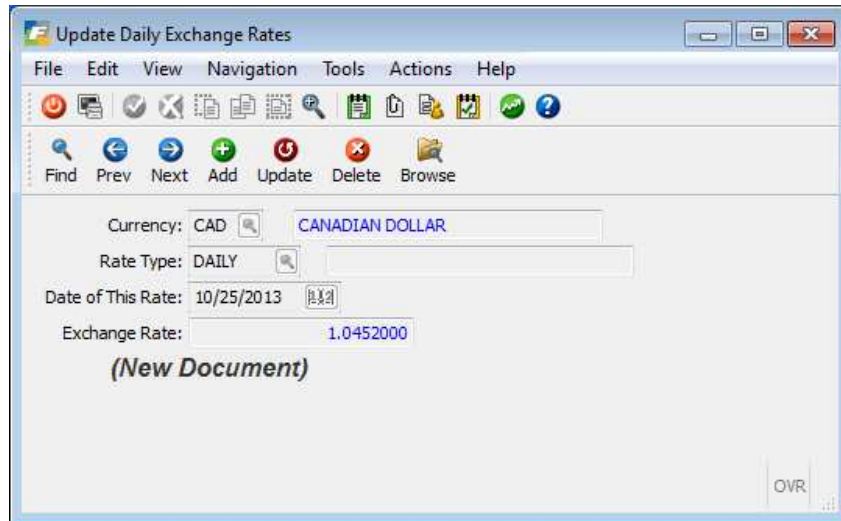 Update Daily Exchange Rates
File Edit View Navigation Tools Actions Help
Find Prev Next Add Update Delete Browse
Currency: CAD CANADIAN DOLLAR
Rate Type: DAILY
Date of This Rate: 10/25/2013
Exchange Rate: 1.0452000
(New Document)
OVR